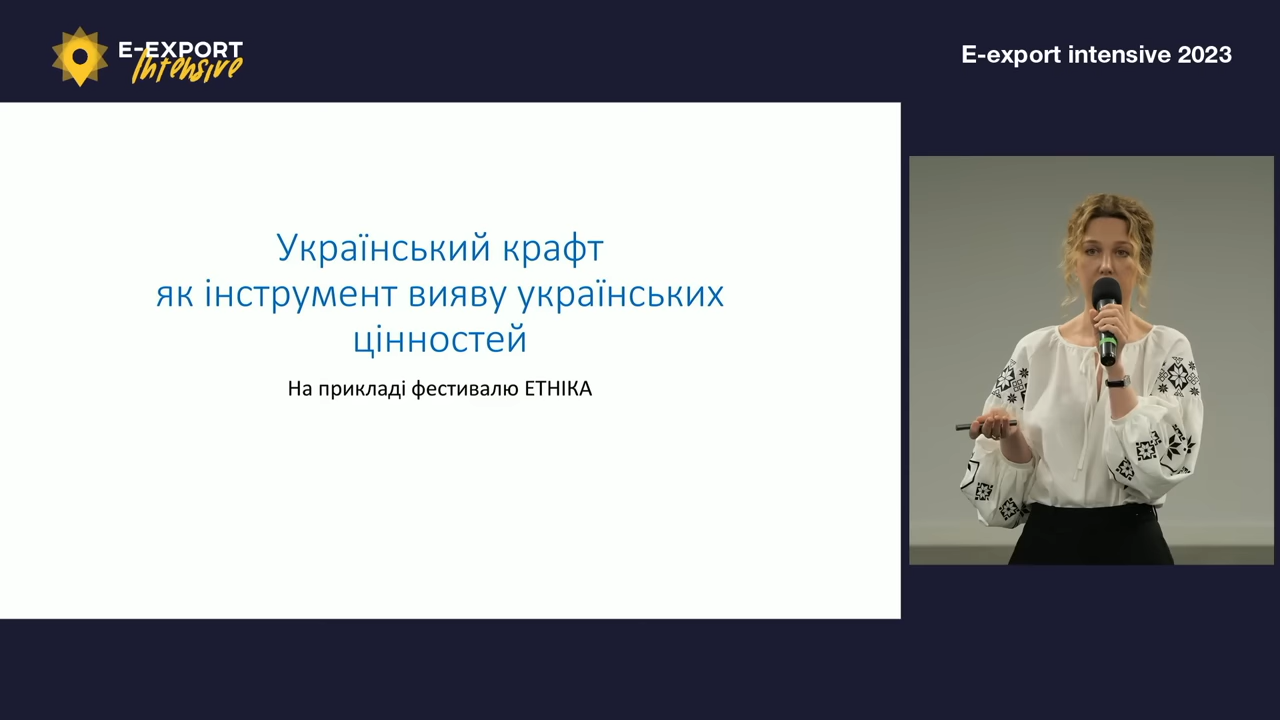 E-EXPORT
Intensive
E-export intensive 2023
Український крафт
як інструмент вияву українських
цінностей
На прикладі фестивалю ЕТНІКА